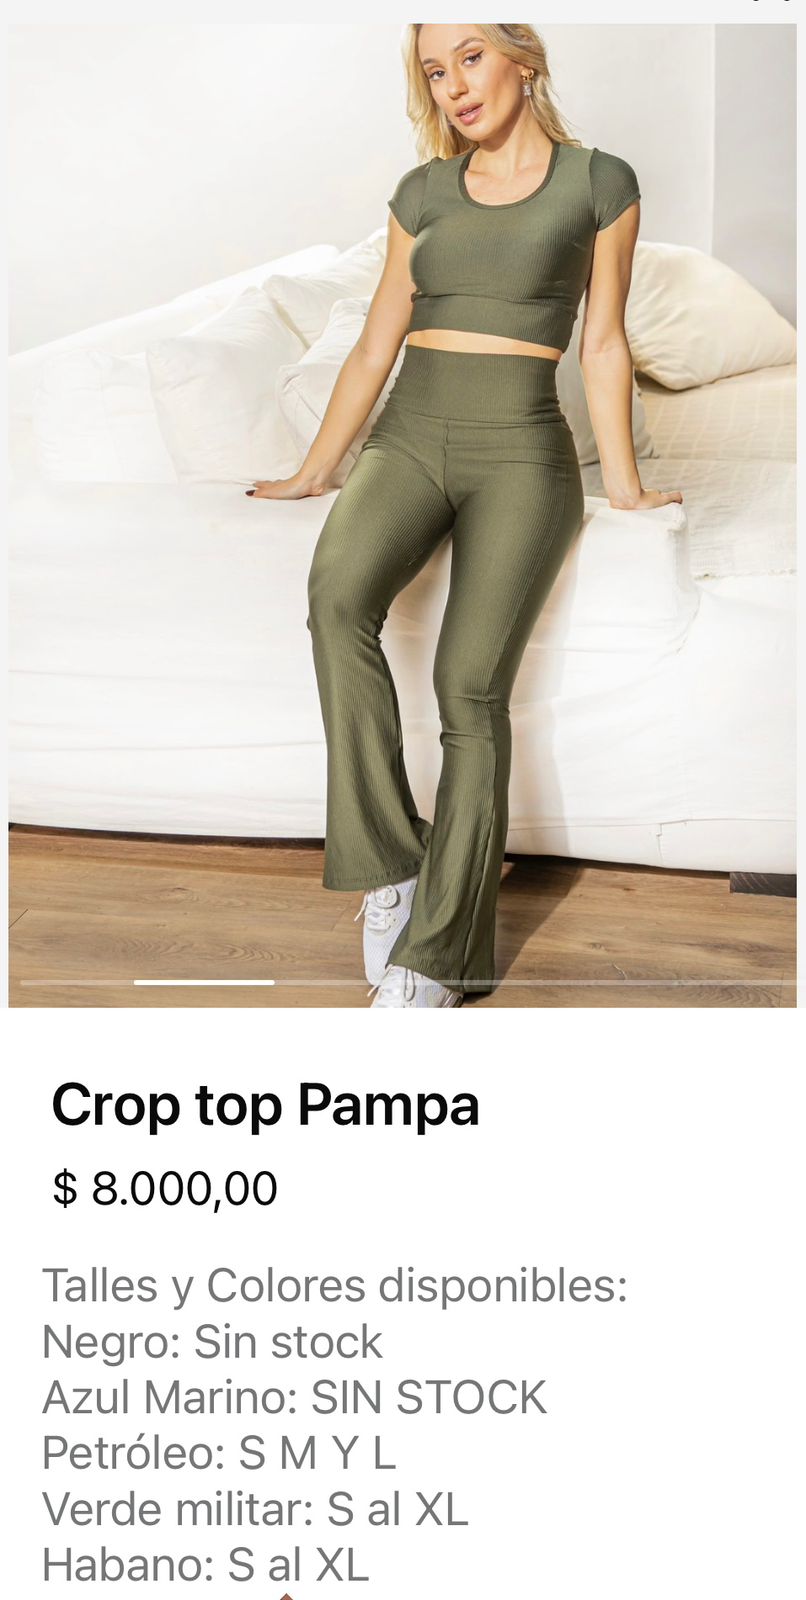 Crop top Pampa
$ 8.000,00
Talles y Colores disponibles:
Negro: Sin stock
Azul Marino: SIN STOCK
Petróleo: S M Y L
Verde militar: S al XL
Habano: S al XL